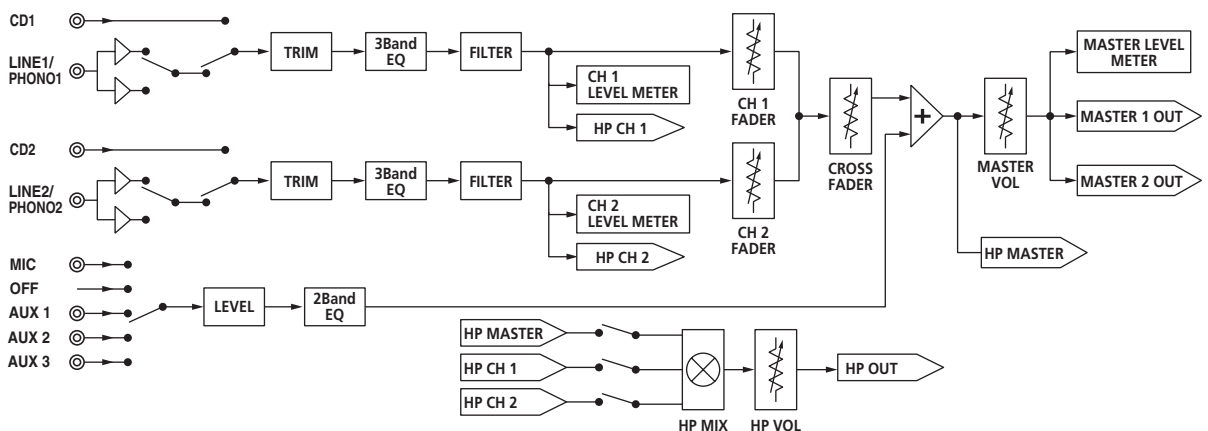 CD1
LINE1/
PHONO1
TRIM
3Band
EQ
FILTER
CH 1
LEVEL METER
HP CH 1
CH 1
FADER
CD2
LINE2/
PHONO2
TRIM
3Band
EQ
FILTER
CH 2
LEVEL METER
HP CH 2
CH 2
FADER
CROSS
FADER
+
MASTER
VOL
MASTER LEVEL
METER
MASTER 1 OUT
MASTER 2 OUT
HP MASTER
MIC
OFF
AUX 1
AUX 2
AUX 3
LEVEL
2Band
EQ
HP MASTER
HP CH 1
HP CH 2
HP MIX
HP VOL
HP OUT